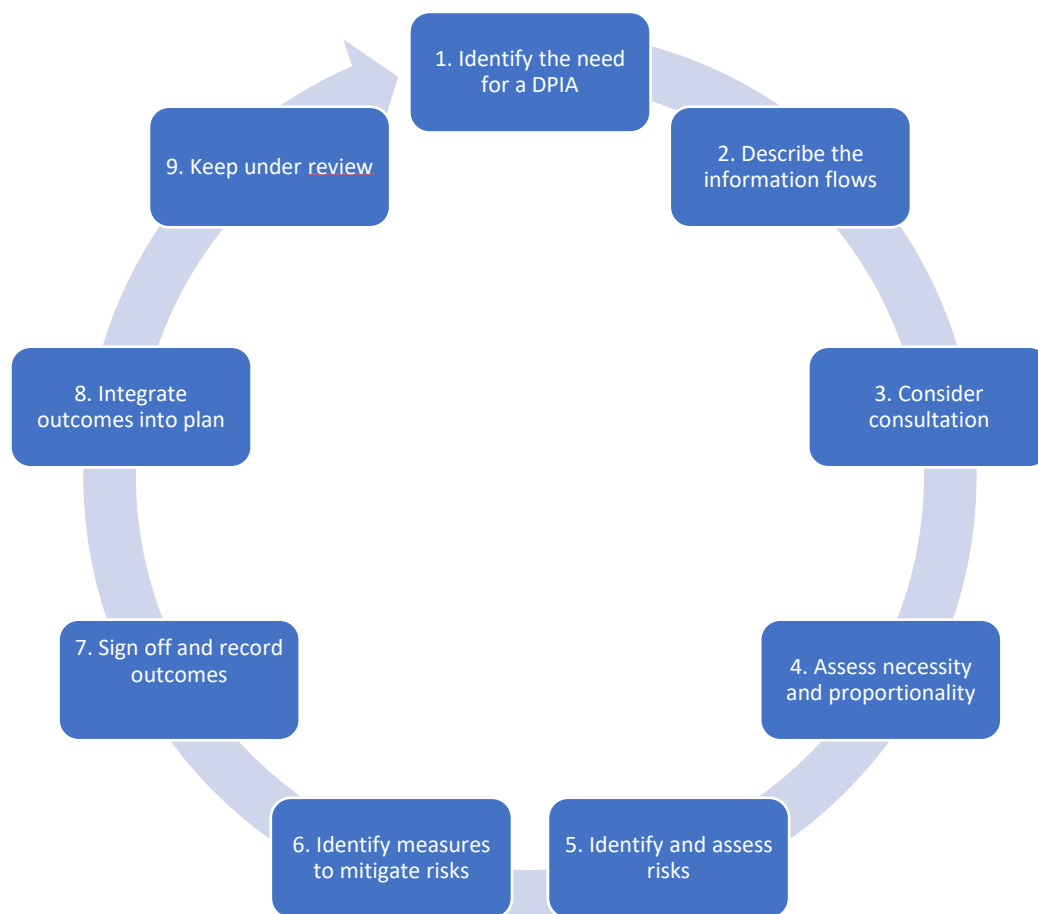 1. Identify the need
for a DPIA
2. Describe the
information flows
3. Consider
consultation
4. Assess necessity
and proportionality
5. Identify and assess
risks
6. Identify measures
to mitigate risks
7. Sign off and record
outcomes
8. Integrate
outcomes into plan
9. Keep under review